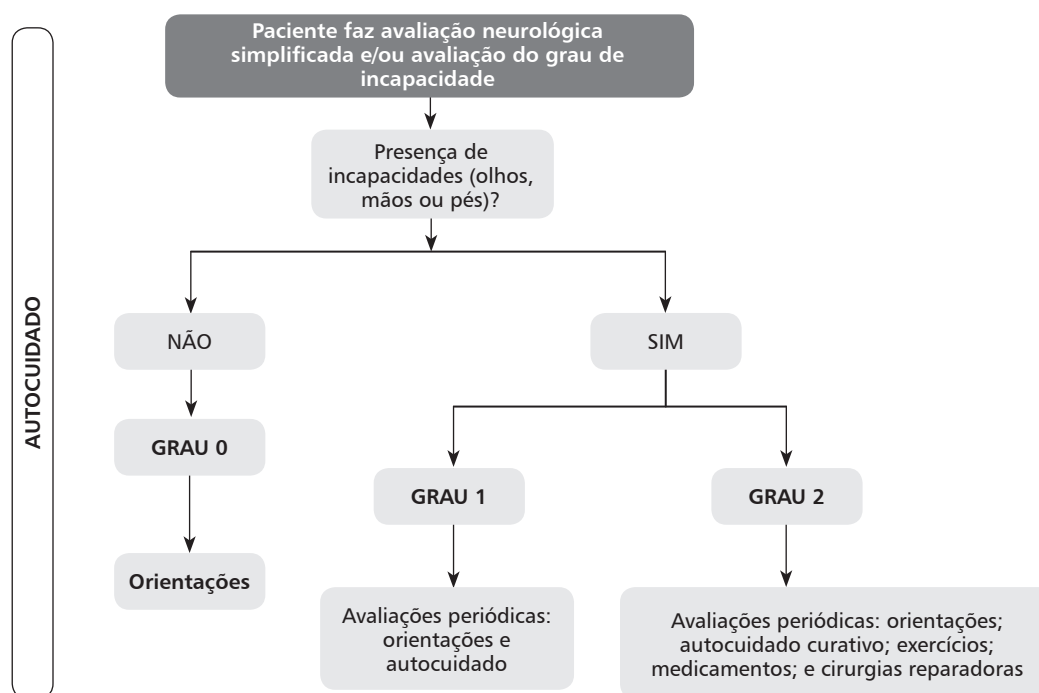 AUTOCUIDADO
Paciente faz avaliação neurológica
simplificada e/ou avaliação do grau de
incapacidade
Presença de
incapacidades (olhos,
mãos ou pés)?
NÃO
SIM
GRAU 0
GRAU 1
GRAU 2
Orientações
Avaliações periódicas:
orientações e
autocuidado
Avaliações periódicas: orientações;
autocuidado curativo; exercícios;
medicamentos; e cirurgias reparadoras